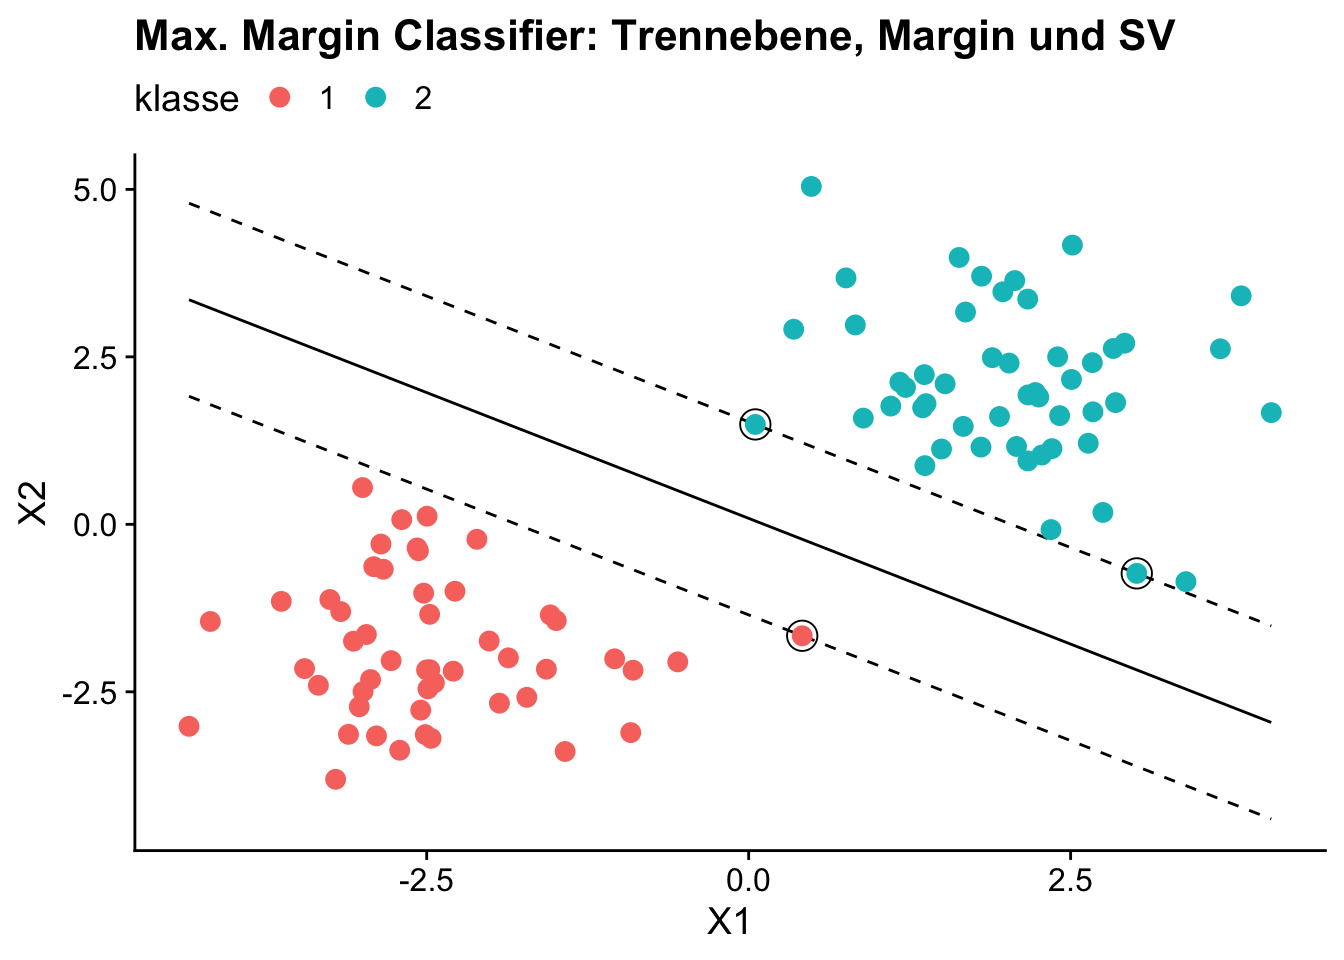 Max. Margin Classifier: Trennebene, Margin und SV
klasse 1 2
5.0
2.5
0.0
-2.5
X2
-2.5 0.0 2.5
X1